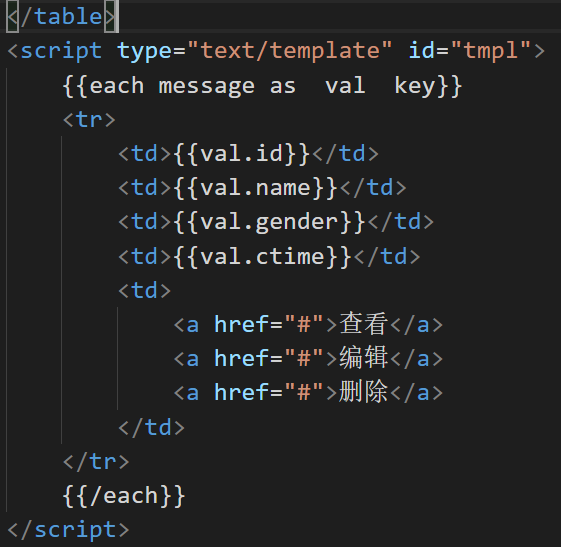 </table>
<script type="text/template" id="tmpl">
    {{each message as  val  key}}
    <tr>
        <td>{{val.id}}</td>
        <td>{{val.name}}</td>
        <td>{{val.gender}}</td>
        <td>{{val.ctime}}</td>
        <td>
            <a href="#">查看</a>
            <a href="#">编辑</a>
            <a href="#">删除</a>
        </td>
    </tr>
    {{/each}}
</script>